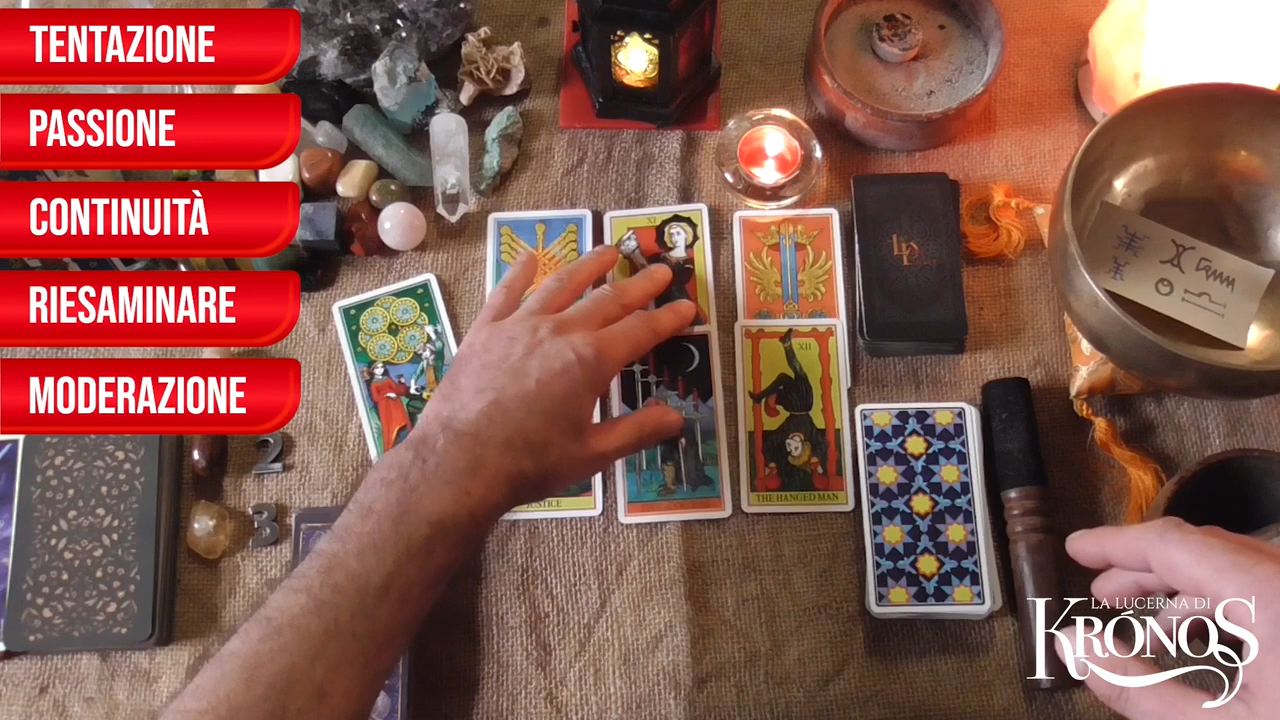 TENTAZIONE
PASSIONE
CONTINUITÀ
RIESAMINARE
MODERAZIONE
XI
XII
THE HANGED MAN
JUSTICE
2
3
LA LUCERNA DI
KRÓNOS